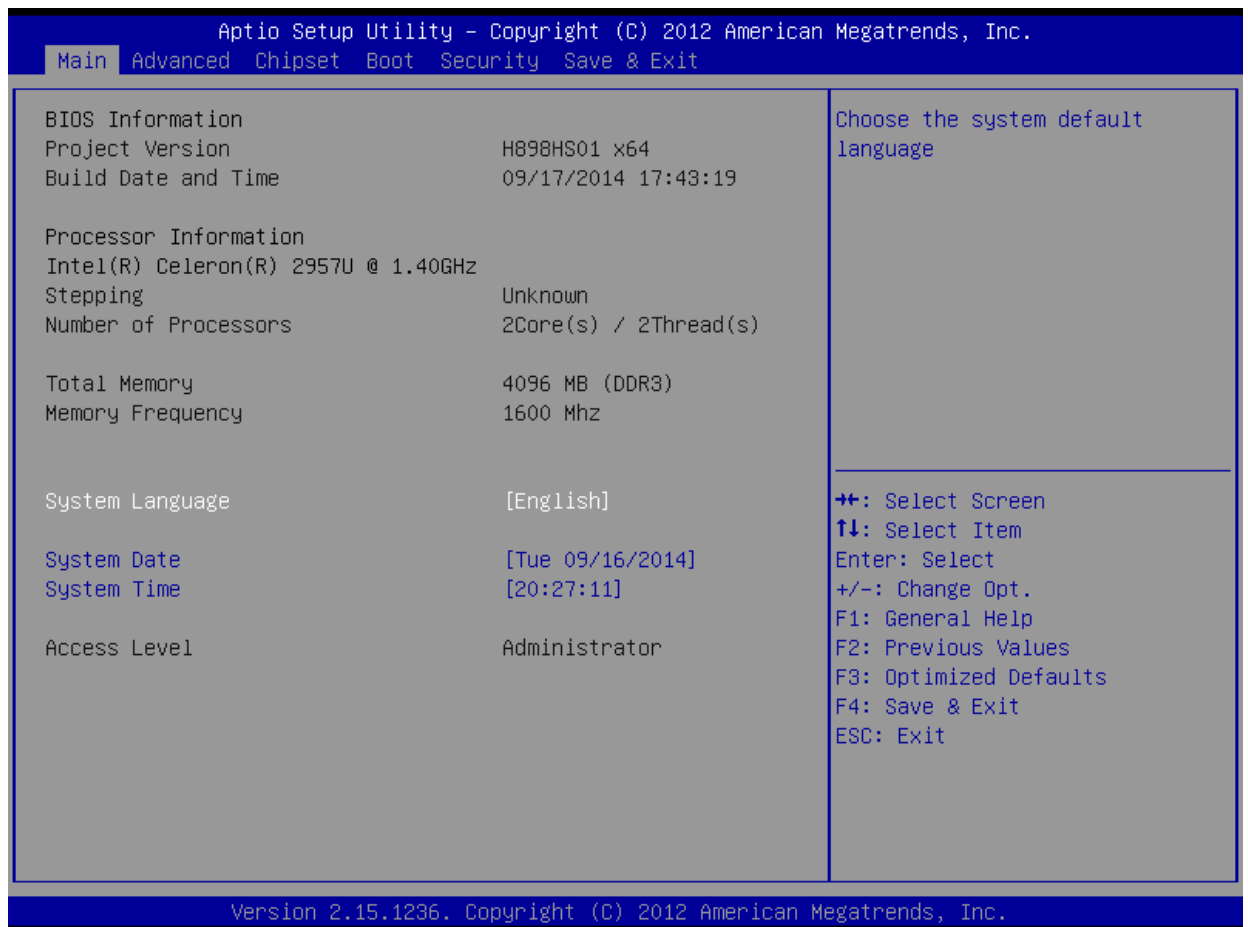 Aptio Setup Utility – Copyright (C) 2012 American Megatrends, Inc.
Main Advanced Chipset Boot Security Save & Exit
BIOS Information
Project Version H898HS01 x64
Build Date and Time 09/17/2014 17:43:19
Processor Information
Intel(R) Celeron(R) 2957U @ 1.40GHz
Stepping Unknown
Number of Processors 2Core(s) / 2Thread(s)
Total Memory 4096 MB (DDR3)
Memory Frequency 1600 Mhz
System Language [English]
System Date [Tue 09/16/2014]
System Time [20:27:11]
Access Level Administrator
Choose the system default
language
→←: Select Screen
↑↓: Select Item
Enter: Select
+/-: Change Opt.
F1: General Help
F2: Previous Values
F3: Optimized Defaults
F4: Save & Exit
ESC: Exit
Version 2.15.1236. Copyright (C) 2012 American Megatrends, Inc.